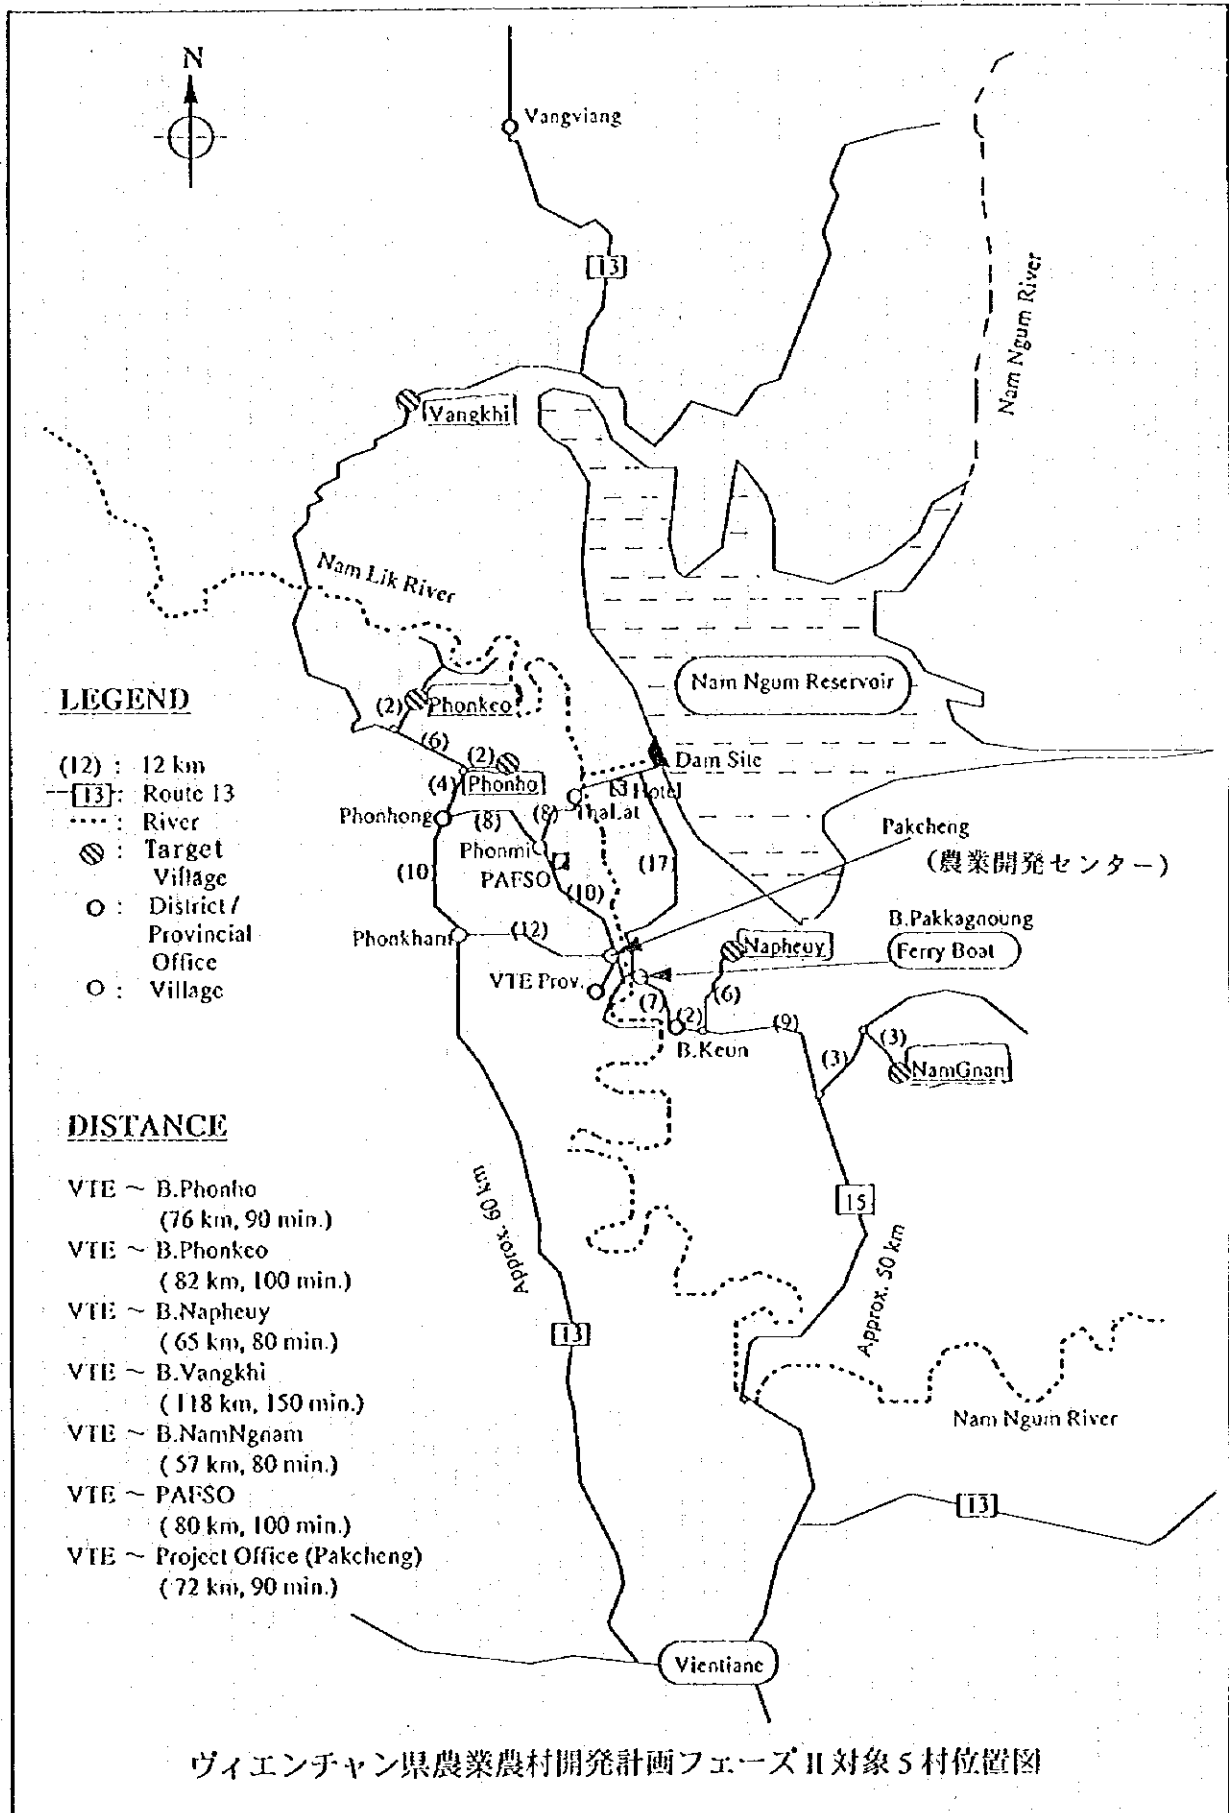 N
Vangviang
[13]
Nam Ngum River
Vangkhi
Nam Lik River
Nam Ngum Reservoir
(2)
Phonkeo
(6)
(2)
Dam Site
(4)
Phonho
Hotel
ThaLat
Phonhong
(8)
(8)
Pakcheng
(農業開発センター)
Phonmi
PAFSO
(10)
(10)
(17)
B.Pakkagnoung
Ferry Boat
Phonkham
(12)
Napheuy
VTE Prov.
(7)
(2)
(6)
(9)
B.Keun
(3)
(3)
NamGnan
LEGEND
(12) : 12 km
[13] : Route 13
: River
: Target
Village
: District /
Provincial
Office
: Village
DISTANCE
VTE ~ B.Phonho
(76 km, 90 min.)
VTE ~ B.Phonkeo
( 82 km, 100 min.)
VTE ~ B.Napheuy
( 65 km, 80 min.)
VTE ~ B.Vangkhi
( 118 km, 150 min.)
VTE ~ B.NamNgnam
( 57 km, 80 min.)
VTE ~ PAFSO
( 80 km, 100 min.)
VTE ~ Project Office (Pakcheng)
( 72 km, 90 min.)
Approx. 60 km
15
Approx. 50 km
[13]
Nam Ngum River
[13]
Vientiane
ヴィエンチャン県農業農村開発計画フェーズⅡ対象5村位置図